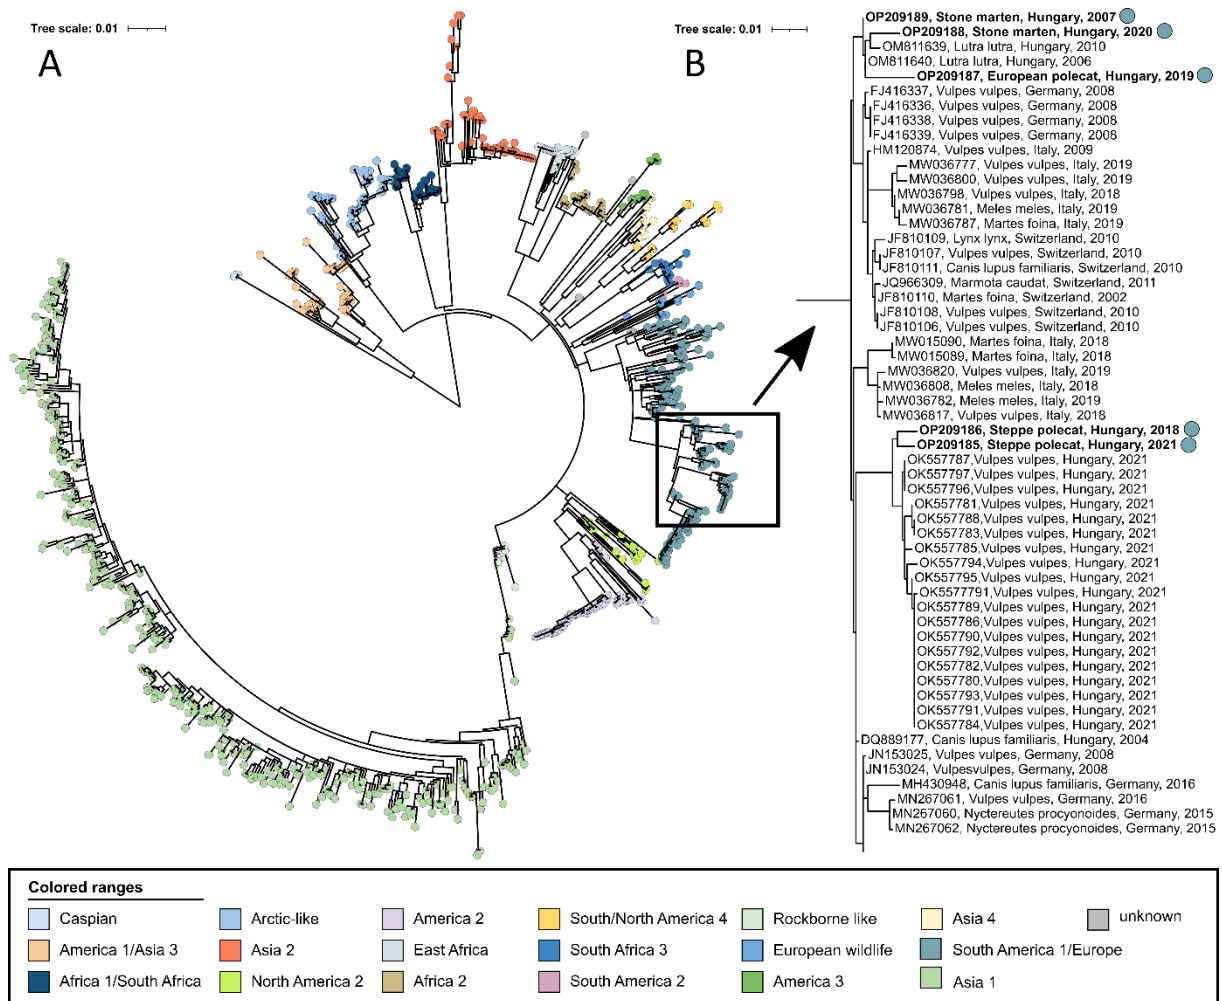 Tree scale: 0.01
A
Tree scale: 0.01
B
OP209189, Stone marten, Hungary, 2007
OP209188, Stone marten, Hungary, 2020
OM811639, Lutra lutra, Hungary, 2010
OM811640, Lutra lutra, Hungary, 2006
OP209187, European polecat, Hungary, 2019
FJ416337, Vulpes vulpes, Germany, 2008
FJ416336, Vulpes vulpes, Germany, 2008
FJ416338, Vulpes vulpes, Germany, 2008
FJ416339, Vulpes vulpes, Germany, 2008
HM120874, Vulpes vulpes, Italy, 2009
MW036777, Vulpes vulpes, Italy, 2019
MW036800, Vulpes vulpes, Italy, 2019
MW036798, Vulpes vulpes, Italy, 2018
MW036781, Meles meles, Italy, 2019
MW036787, Martes foina, Italy, 2019
JF810109, Lynx lynx, Switzerland, 2010
JF810107, Vulpes vulpes, Switzerland, 2010
JF810111, Canis lupus familiaris, Switzerland, 2010
JQ966309, Marmota caudat, Switzerland, 2011
JF810110, Martes foina, Switzerland, 2002
JF810108, Vulpes vulpes, Switzerland, 2010
JF810106, Vulpes vulpes, Switzerland, 2010
MW015090, Martes foina, Italy, 2018
MW015089, Martes foina, Italy, 2018
MW036820, Vulpes vulpes, Italy, 2019
MW036808, Meles meles, Italy, 2018
MW036782, Meles meles, Italy, 2019
MW036817, Vulpes vulpes, Italy, 2018
OP209186, Steppe polecat, Hungary, 2018
OP209185, Steppe polecat, Hungary, 2021
OK557787,Vulpes vulpes, Hungary, 2021
OK557797,Vulpes vulpes, Hungary, 2021
OK557796,Vulpes vulpes, Hungary, 2021
OK557781,Vulpes vulpes, Hungary, 2021
OK557788,Vulpes vulpes, Hungary, 2021
OK557783,Vulpes vulpes, Hungary, 2021
OK557785,Vulpes vulpes, Hungary, 2021
OK557794,Vulpes vulpes, Hungary, 2021
OK557795,Vulpes vulpes, Hungary, 2021
OK5577791,Vulpes vulpes, Hungary, 2021
OK557789,Vulpes vulpes, Hungary, 2021
OK557786,Vulpes vulpes, Hungary, 2021
OK557790,Vulpes vulpes, Hungary, 2021
OK557792,Vulpes vulpes, Hungary, 2021
OK557782,Vulpes vulpes, Hungary, 2021
OK557780,Vulpes vulpes, Hungary, 2021
OK557793,Vulpes vulpes, Hungary, 2021
OK557791,Vulpes vulpes, Hungary, 2021
OK557784,Vulpes vulpes, Hungary, 2021
DQ889177, Canis lupus familiaris, Hungary, 2004
JN153025, Vulpes vulpes, Germany, 2008
JN153024, Vulpesvulpes, Germany, 2008
MH430948, Canis lupus familiaris, Germany, 2016
MN267061, Vulpes vulpes, Germany, 2016
MN267060, Nyctereutes procyonoides, Germany, 2015
MN267062, Nyctereutes procyonoides, Germany, 2015
Colored ranges
Caspian
Arctic-like
America 2
South/North America 4
Rockborne like
Asia 4
unknown
America 1/Asia 3
Asia 2
East Africa
South Africa 3
European wildlife
South America 1/Europe
Africa 1/South Africa
North America 2
Africa 2
South America 2
America 3
Asia 1